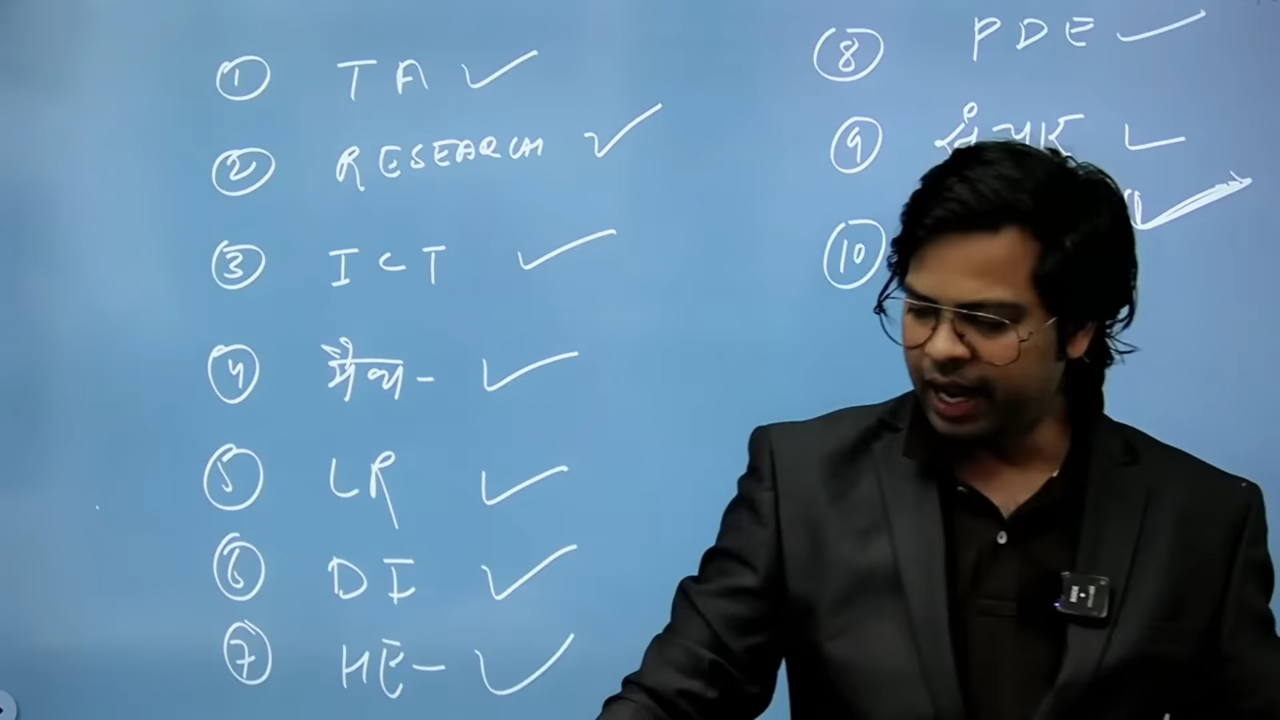 ① TA ✓
② RESEARCH ✓
③ ICT ✓
④ मैथ - ✓
⑤ LR ✓
⑥ DI ✓
⑦ HE - ✓
⑧ PDE ✓
⑨ संचार ✓
⑩ ✓